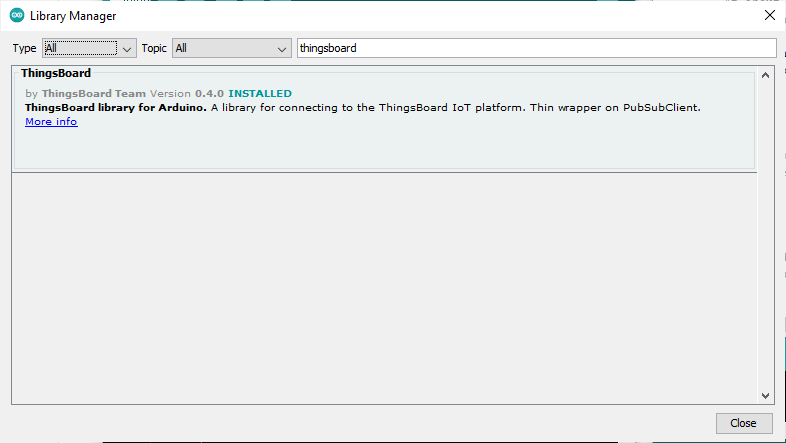 Library Manager
Type All Topic All thingsboard
ThingsBoard
by ThingsBoard Team Version 0.4.0 INSTALLED
ThingsBoard library for Arduino. A library for connecting to the ThingsBoard IoT platform. Thin wrapper on PubSubClient.
More info
Close